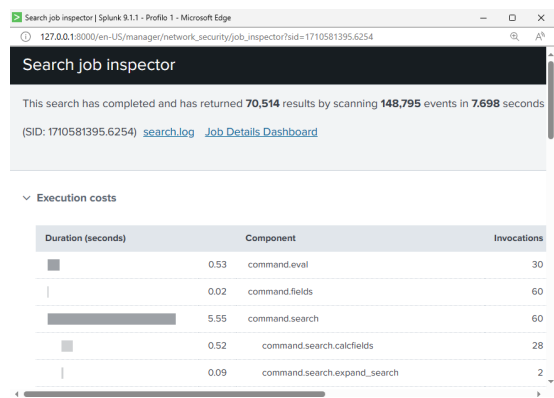 Search job inspector | Splunk 9.1.1 - Profilo 1 - Microsoft Edge
127.0.0.1:8000/en-US/manager/network_security/job_inspector?sid=1710581395.6254
Search job inspector
This search has completed and has returned 70,514 results by scanning 148,795 events in 7.698 seconds
(SID: 1710581395.6254) search.log Job Details Dashboard
Execution costs
Duration (seconds) Component Invocations
0.53 command.eval 30
0.02 command.fields 60
5.55 command.search 60
0.52 command.search.calcfields 28
0.09 command.search.expand_search 2